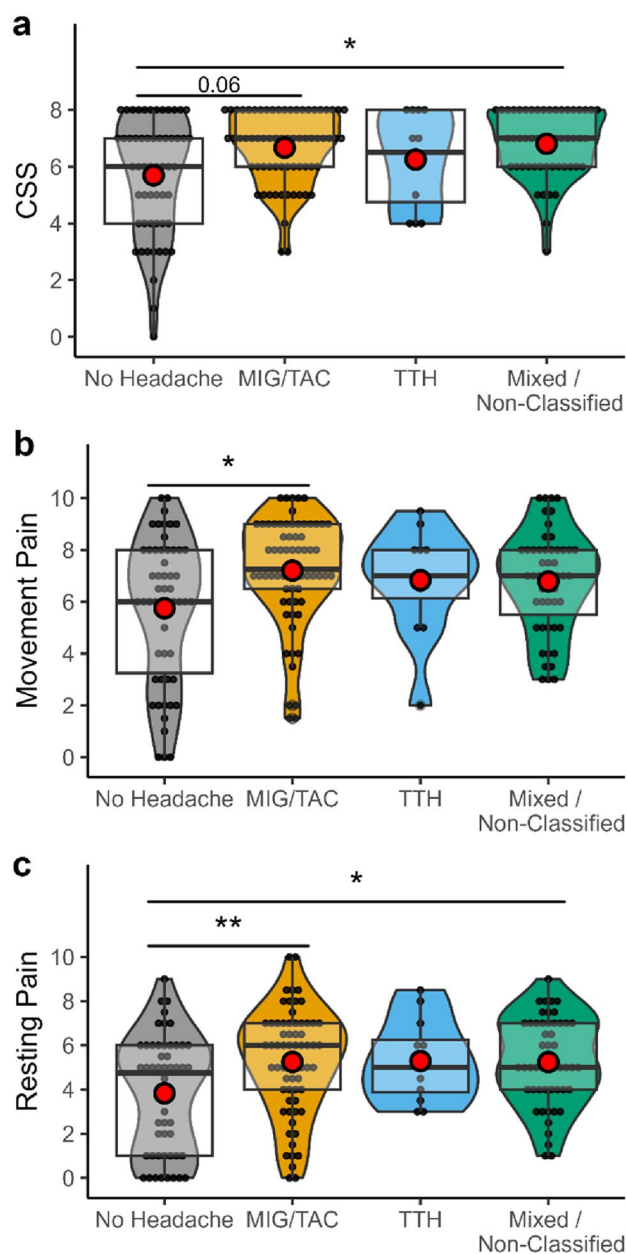 a
*
0.06
8
6
4
2
0
CSS
No Headache MIG/TAC TTH Mixed /
Non-Classified
b
*
10
8
6
4
2
0
Movement Pain
No Headache MIG/TAC TTH Mixed /
Non-Classified
c
*
**
10
8
6
4
2
0
Resting Pain
No Headache MIG/TAC TTH Mixed /
Non-Classified